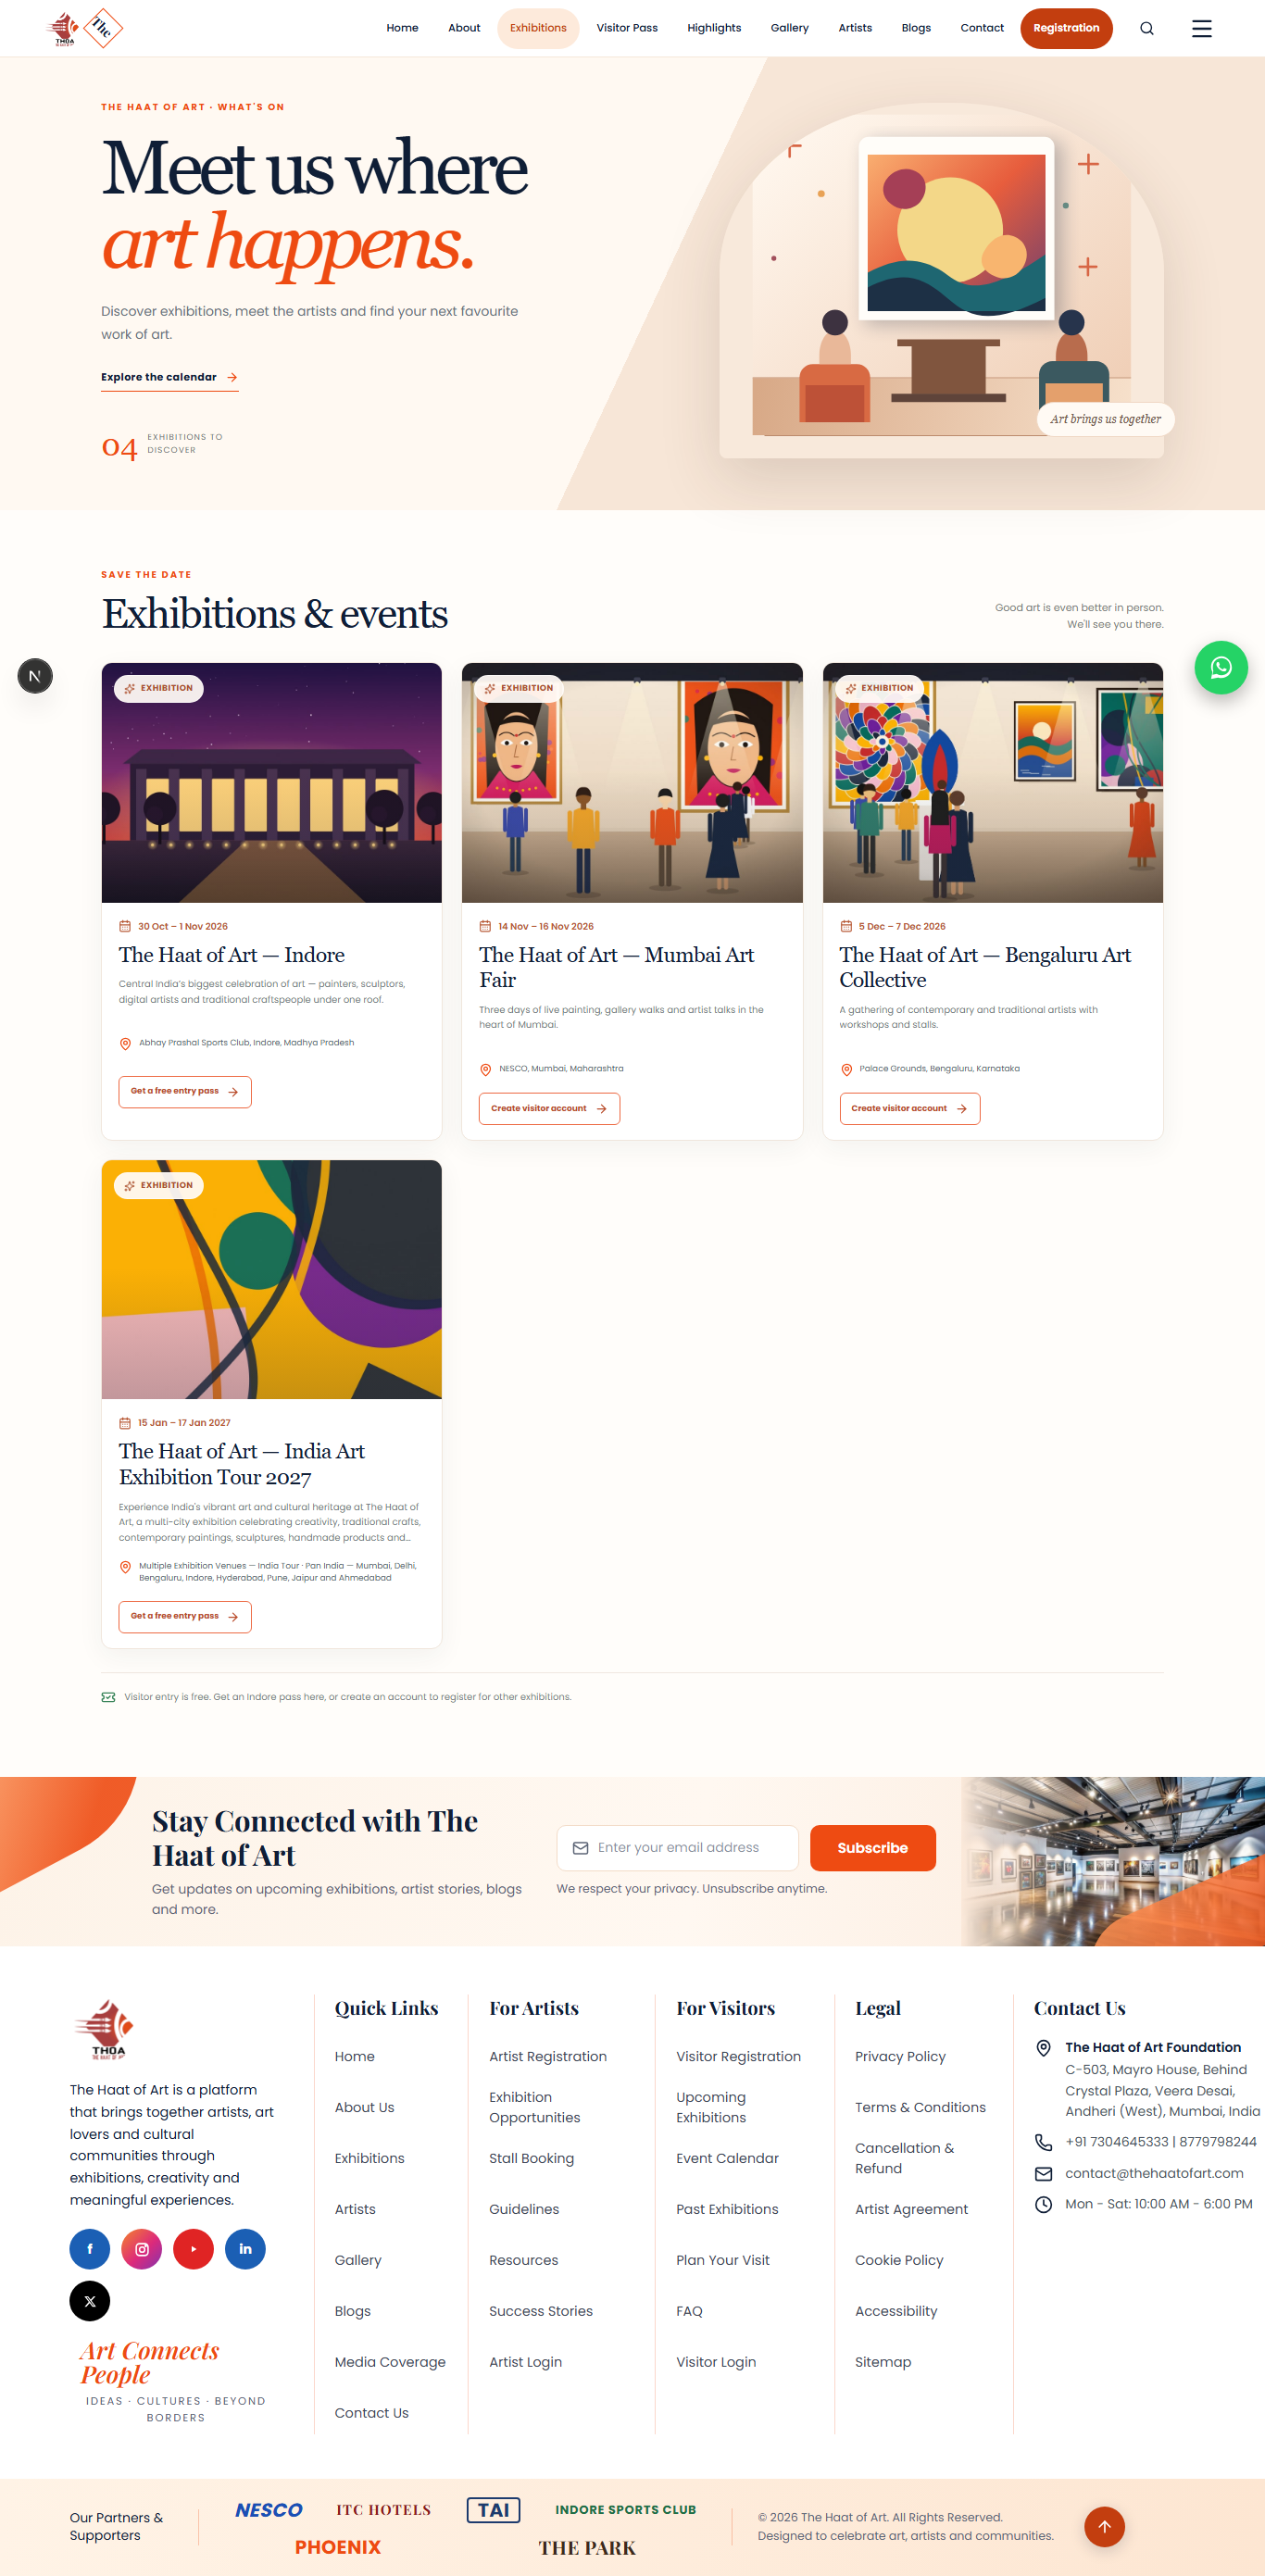 THOA
THE HAAT OF ART
The
Home
About
Exhibitions
Visitor Pass
Highlights
Gallery
Artists
Blogs
Contact
Registration
THE HAAT OF ART · WHAT'S ON
Meet us where
art happens.
Discover exhibitions, meet the artists and find your next favourite
work of art.
Explore the calendar
04
EXHIBITIONS TO
DISCOVER
Art brings us together
SAVE THE DATE
Exhibitions & events
Good art is even better in person.
We'll see you there.
N
EXHIBITION
30 Oct – 1 Nov 2026
The Haat of Art — Indore
Central India's biggest celebration of art — painters, sculptors,
digital artists and traditional craftspeople under one roof.
Abhay Prashal Sports Club, Indore, Madhya Pradesh
Get a free entry pass
EXHIBITION
14 Nov – 16 Nov 2026
The Haat of Art — Mumbai Art
Fair
Three days of live painting, gallery walks and artist talks in the
heart of Mumbai.
NESCO, Mumbai, Maharashtra
Create visitor account
EXHIBITION
5 Dec – 7 Dec 2026
The Haat of Art — Bengaluru Art
Collective
A gathering of contemporary and traditional artists with
workshops and stalls.
Palace Grounds, Bengaluru, Karnataka
Create visitor account
EXHIBITION
15 Jan – 17 Jan 2027
The Haat of Art — India Art
Exhibition Tour 2027
Experience India's vibrant art and cultural heritage at The Haat of
Art, a multi-city exhibition celebrating creativity, traditional crafts,
contemporary paintings, sculptures, handmade products and...
Multiple Exhibition Venues — India Tour · Pan India — Mumbai, Delhi,
Bengaluru, Indore, Hyderabad, Pune, Jaipur and Ahmedabad
Get a free entry pass
Visitor entry is free. Get an Indore pass here, or create an account to register for other exhibitions.
Stay Connected with The
Haat of Art
Get updates on upcoming exhibitions, artist stories, blogs
and more.
Enter your email address
Subscribe
We respect your privacy. Unsubscribe anytime.
THOA
THE HAAT OF ART
The Haat of Art is a platform
that brings together artists, art
lovers and cultural
communities through
exhibitions, creativity and
meaningful experiences.
Art Connects
People
IDEAS · CULTURES · BEYOND
BORDERS
Quick Links
Home
About Us
Exhibitions
Artists
Gallery
Blogs
Media Coverage
Contact Us
For Artists
Artist Registration
Exhibition
Opportunities
Stall Booking
Guidelines
Resources
Success Stories
Artist Login
For Visitors
Visitor Registration
Upcoming
Exhibitions
Event Calendar
Past Exhibitions
Plan Your Visit
FAQ
Visitor Login
Legal
Privacy Policy
Terms & Conditions
Cancellation &
Refund
Artist Agreement
Cookie Policy
Accessibility
Sitemap
Contact Us
The Haat of Art Foundation
C-503, Mayro House, Behind
Crystal Plaza, Veera Desai,
Andheri (West), Mumbai, India
+91 7304645333 | 8779798244
contact@thehaatofart.com
Mon - Sat: 10:00 AM - 6:00 PM
Our Partners &
Supporters
NESCO
ITC HOTELS
TAI
INDORE SPORTS CLUB
PHOENIX
THE PARK
© 2026 The Haat of Art. All Rights Reserved.
Designed to celebrate art, artists and communities.